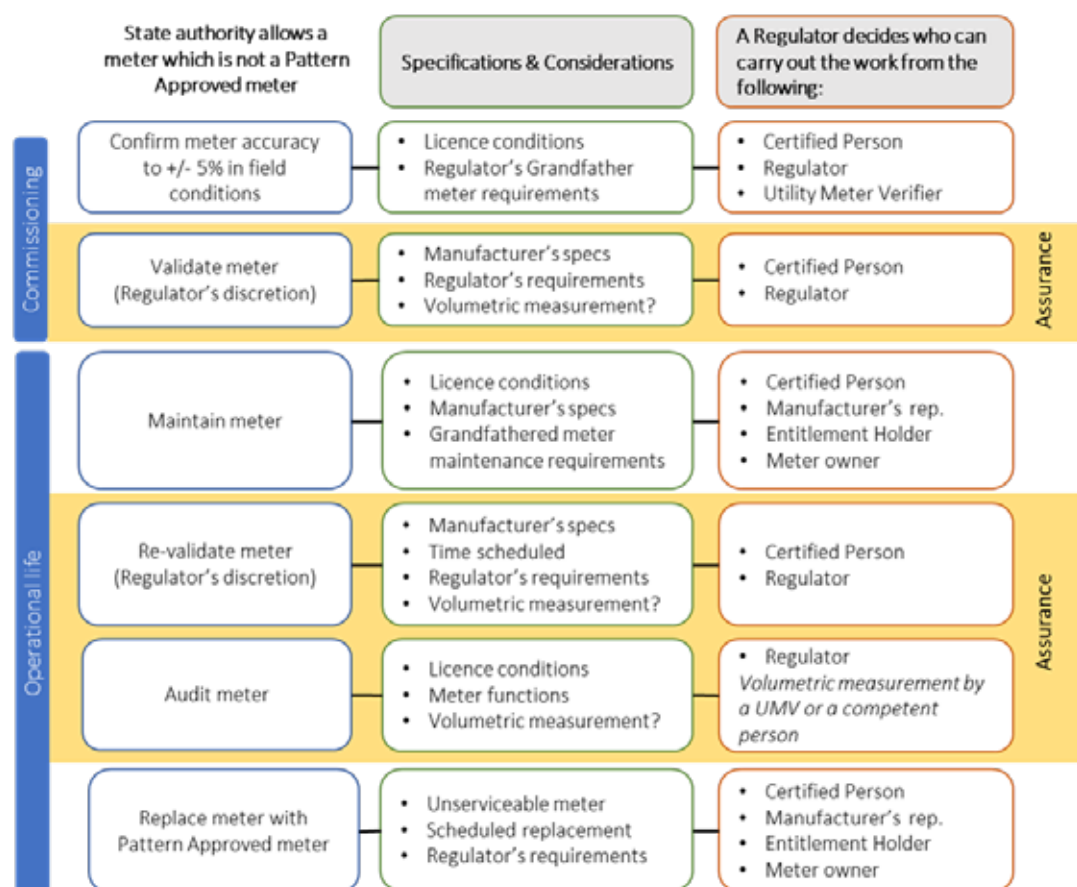 State authority allows a
meter which is not a Pattern
Approved meter
Specifications & Considerations
A Regulator decides who can
carry out the work from the
following:
Commissioning
Confirm meter accuracy
to +/- 5% in field
conditions
• Licence conditions
• Regulator's Grandfather
meter requirements
• Certified Person
• Regulator
• Utility Meter Verifier
Validate meter
(Regulator's discretion)
• Manufacturer's specs
• Regulator's requirements
• Volumetric measurement?
• Certified Person
• Regulator
Assurance
Operational life
Maintain meter
• Licence conditions
• Manufacturer's specs
• Grandfathered meter
maintenance requirements
• Certified Person
• Manufacturer's rep.
• Entitlement Holder
• Meter owner
Re-validate meter
(Regulator's discretion)
• Manufacturer's specs
• Time scheduled
• Regulator's requirements
• Volumetric measurement?
• Certified Person
• Regulator
Assurance
Audit meter
• Licence conditions
• Meter functions
• Volumetric measurement?
• Regulator
Volumetric measurement by
a UMV or a competent
person
Replace meter with
Pattern Approved meter
• Unserviceable meter
• Scheduled replacement
• Regulator's requirements
• Certified Person
• Manufacturer's rep.
• Entitlement Holder
• Meter owner